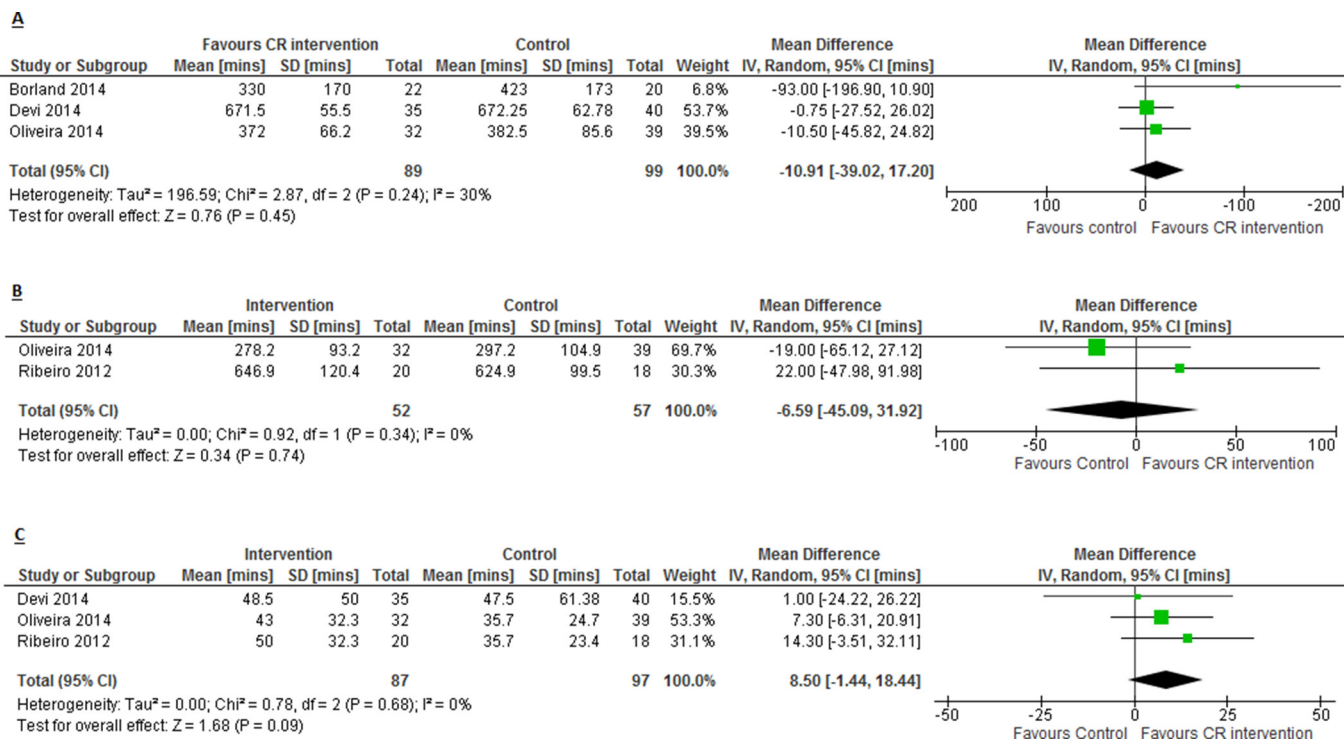 A
Favours CR intervention Control Mean Difference Mean Difference
Study or Subgroup Mean [mins] SD [mins] Total Mean [mins] SD [mins] Total Weight IV, Random, 95% CI [mins] IV, Random, 95% CI [mins]
Borland 2014 330 170 22 423 173 20 6.8% -93.00 [-196.90, 10.90]
Devi 2014 671.5 55.5 35 672.25 62.78 40 53.7% -0.75 [-27.52, 26.02]
Oliveira 2014 372 66.2 32 382.5 85.6 39 39.5% -10.50 [-45.82, 24.82]
Total (95% CI) 89 99 100.0% -10.91 [-39.02, 17.20]
Heterogeneity: Tau² = 196.59; Chi² = 2.87, df = 2 (P = 0.24); I² = 30%
Test for overall effect: Z = 0.76 (P = 0.45)
200 100 0 -100 -200
Favours control Favours CR intervention
B
Intervention Control Mean Difference Mean Difference
Study or Subgroup Mean [mins] SD [mins] Total Mean [mins] SD [mins] Total Weight IV, Random, 95% CI [mins] IV, Random, 95% CI [mins]
Oliveira 2014 278.2 93.2 32 297.2 104.9 39 69.7% -19.00 [-65.12, 27.12]
Ribeiro 2012 646.9 120.4 20 624.9 99.5 18 30.3% 22.00 [-47.98, 91.98]
Total (95% CI) 52 57 100.0% -6.59 [-45.09, 31.92]
Heterogeneity: Tau² = 0.00; Chi² = 0.92, df = 1 (P = 0.34); I² = 0%
Test for overall effect: Z = 0.34 (P = 0.74)
-100 -50 0 50 100
Favours Control Favours CR intervention
C
Intervention Control Mean Difference Mean Difference
Study or Subgroup Mean [mins] SD [mins] Total Mean [mins] SD [mins] Total Weight IV, Random, 95% CI [mins] IV, Random, 95% CI [mins]
Devi 2014 48.5 50 35 47.5 61.38 40 15.5% 1.00 [-24.22, 26.22]
Oliveira 2014 43 32.3 32 35.7 24.7 39 53.3% 7.30 [-6.31, 20.91]
Ribeiro 2012 50 32.3 20 35.7 23.4 18 31.1% 14.30 [-3.51, 32.11]
Total (95% CI) 87 97 100.0% 8.50 [-1.44, 18.44]
Heterogeneity: Tau² = 0.00; Chi² = 0.78, df = 2 (P = 0.68); I² = 0%
Test for overall effect: Z = 1.68 (P = 0.09)
-50 -25 0 25 50
Favours Control Favours CR intervention